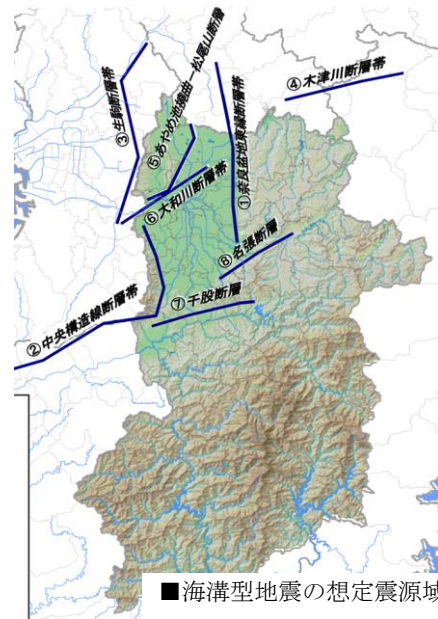 ④木津川断層帯
③生駒断層帯
⑤あやめ池撓曲ー松尾山断層
①奈良盆地東縁断層帯
⑥大和川断層帯
⑧名張断層
⑦千股断層
②中央構造線断層帯
■海溝型地震の想定震源域